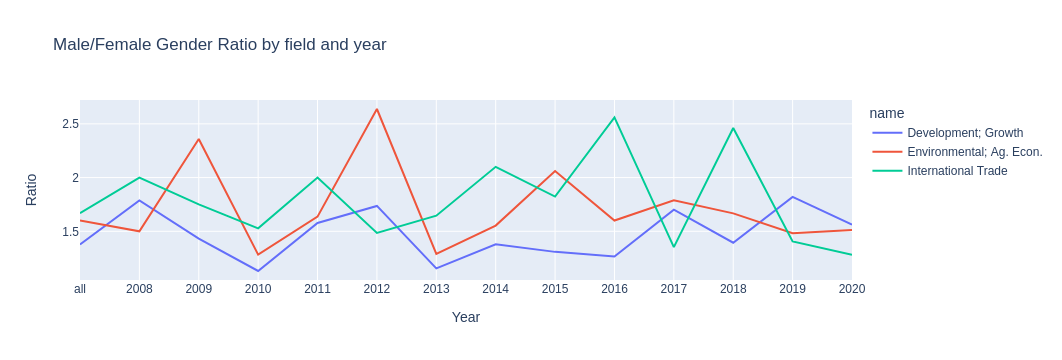 Male/Female Gender Ratio by field and year
Ratio
2.5
2
1.5
all 2008 2009 2010 2011 2012 2013 2014 2015 2016 2017 2018 2019 2020
Year
name
Development; Growth
Environmental; Ag. Econ.
International Trade